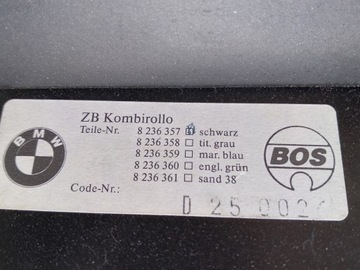 ZB Kombirollo
Teile-Nr. 8 236 357 schwarz
8 236 358 □ tit. grau
8 236 359 □ mar. blau
8 236 360 □ engl. grün
8 236 361 □ sand 38
Code-Nr.:
BMW
BOS
D 25 002